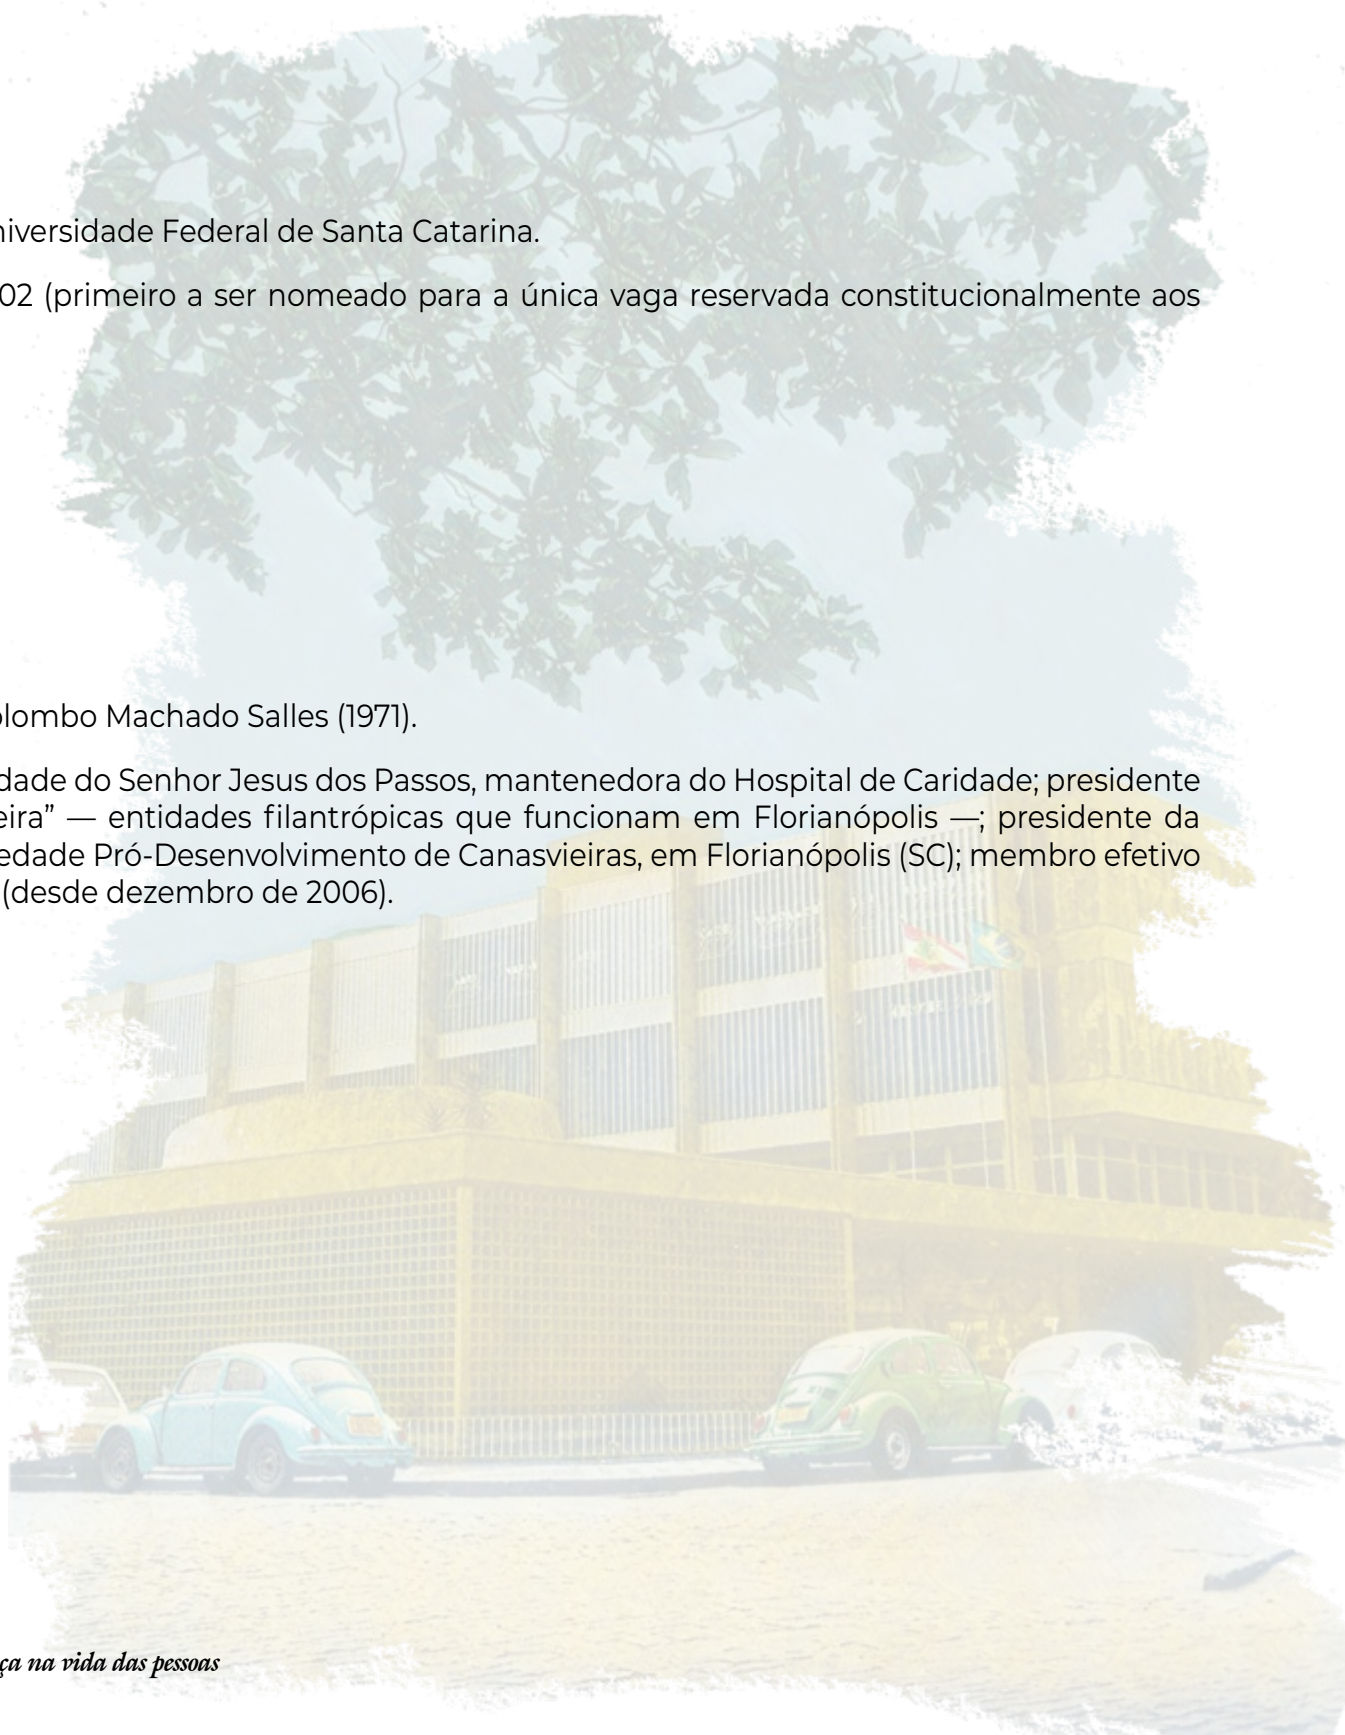 niversidade Federal de Santa Catarina.
02 (primeiro a ser nomeado para a única vaga reservada constitucionalmente aos
olombo Machado Salles (1971).
dade do Senhor Jesus dos Passos, mantenedora do Hospital de Caridade; presidente
eira” — entidades filantrópicas que funcionam em Florianópolis —; presidente da
edade Pró-Desenvolvimento de Canasvieiras, em Florianópolis (SC); membro efetivo
(desde dezembro de 2006).
ça na vida das pessoas